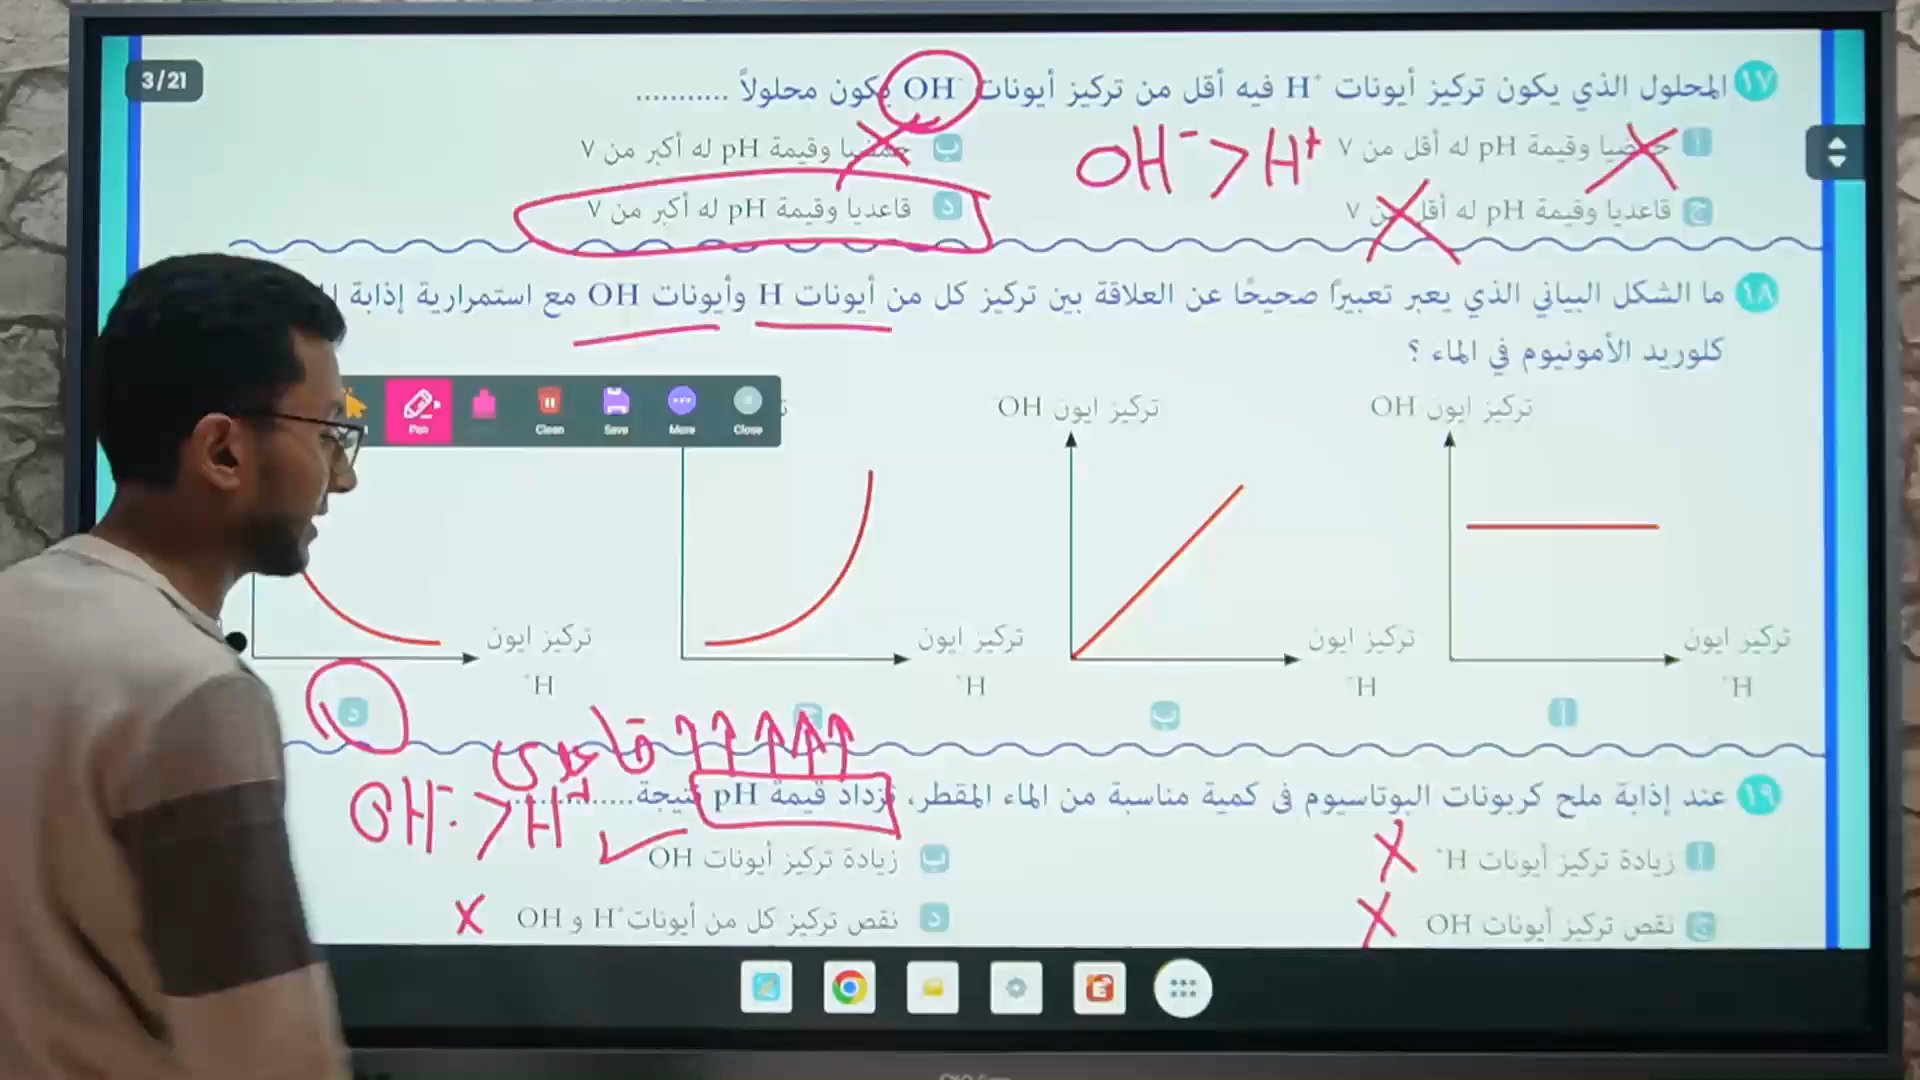 3/21
١٧ المحلول الذي يكون تركيز أيونات H⁺ فيه أقل من تركيز أيونات OH⁻ يكون محلولاً ...........
أ حمضيا وقيمة pH له أقل من ٧
ب حمضيا وقيمة pH له أكبر من ٧
OH⁻ > H⁺
ج قاعديا وقيمة pH له أقل من ٧
د قاعديا وقيمة pH له أكبر من ٧
١٨ ما الشكل البياني الذي يعبر تعبيرًا صحيحًا عن العلاقة بين تركيز كل من أيونات H وأيونات OH مع استمرارية إذابة
كلوريد الأمونيوم في الماء ؟
Pen Clean Save More Close
تركيز ايون OH
تركيز ايون OH
تركيز ايون H⁺
تركيز ايون H⁺
تركيز ايون H⁺
تركيز ايون H⁺
أ ب ج د
قاعدى
OH⁻ > H⁺
١٩ عند إذابة ملح كربونات البوتاسيوم فى كمية مناسبة من الماء المقطر، تزداد قيمة pH نتيجة..............
أ زيادة تركيز أيونات H⁺
ب زيادة تركيز أيونات OH
ج نقص تركيز أيونات OH
د نقص تركيز كل من أيونات H⁺ و OH